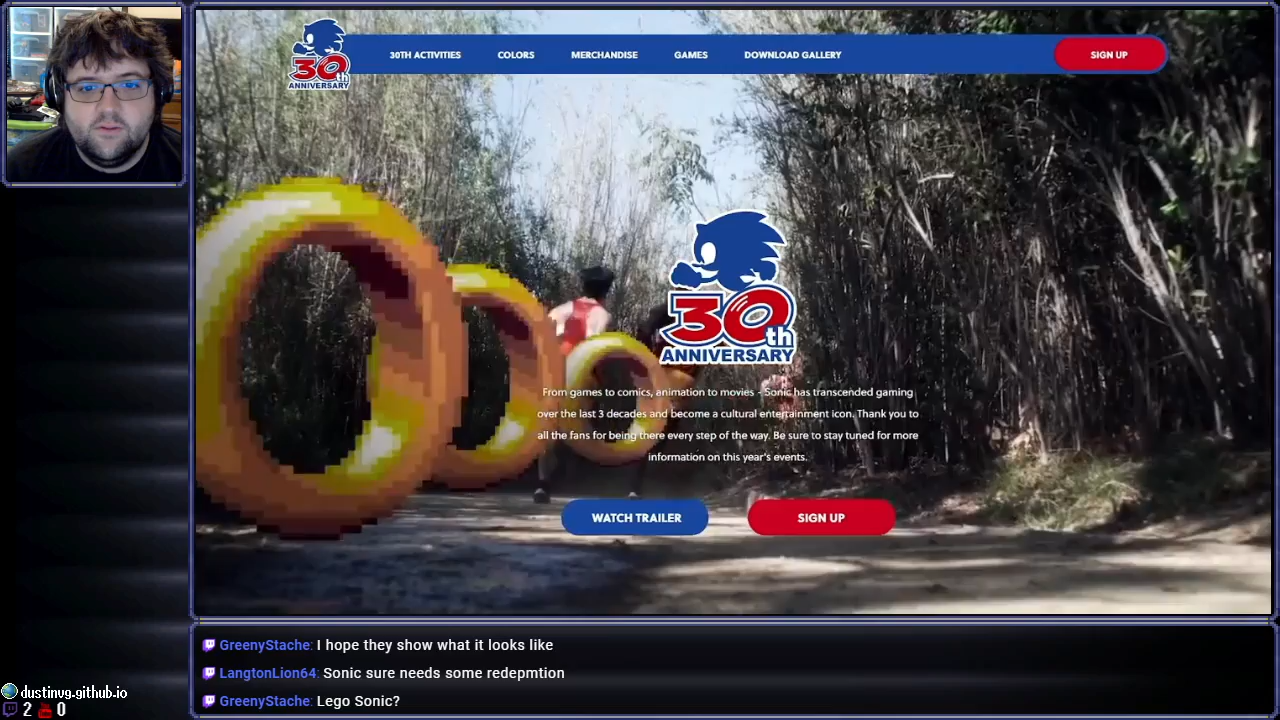 30th
ANNIVERSARY
30TH ACTIVITIES
COLORS
MERCHANDISE
GAMES
DOWNLOAD GALLERY
SIGN UP
30th
ANNIVERSARY
From games to comics, animation to movies - Sonic has transcended gaming
over the last 3 decades and become a cultural entertainment icon. Thank you to
all the fans for being there every step of the way. Be sure to stay tuned for more
information on this year's events.
WATCH TRAILER
SIGN UP
GreenyStache: I hope they show what it looks like
LangtonLion64: Sonic sure needs some redepmtion
GreenyStache: Lego Sonic?
dustinvg.github.io
2 0